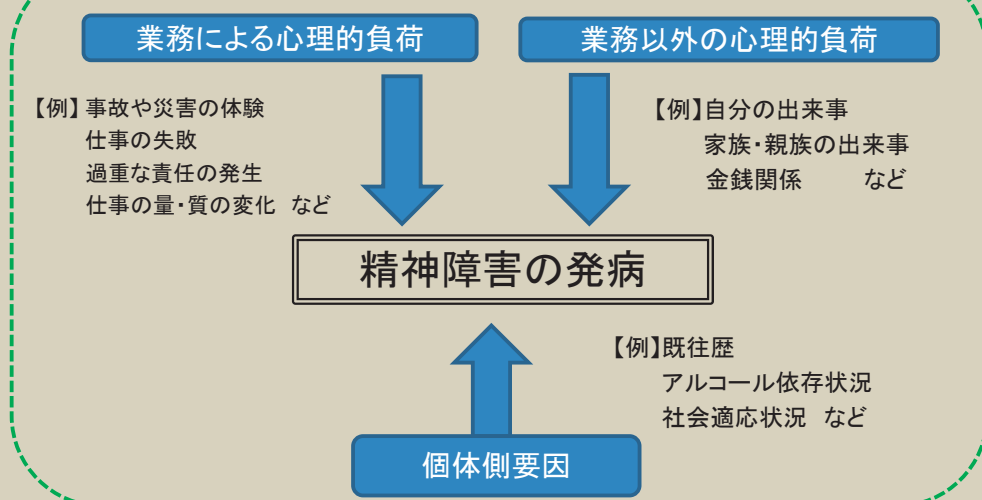 業務による心理的負荷
業務以外の心理的負荷
【例】事故や災害の体験
仕事の失敗
過重な責任の発生
仕事の量・質の変化 など
【例】自分の出来事
家族・親族の出来事
金銭関係 など
精神障害の発病
【例】既往歴
アルコール依存状況
社会適応状況 など
個体側要因